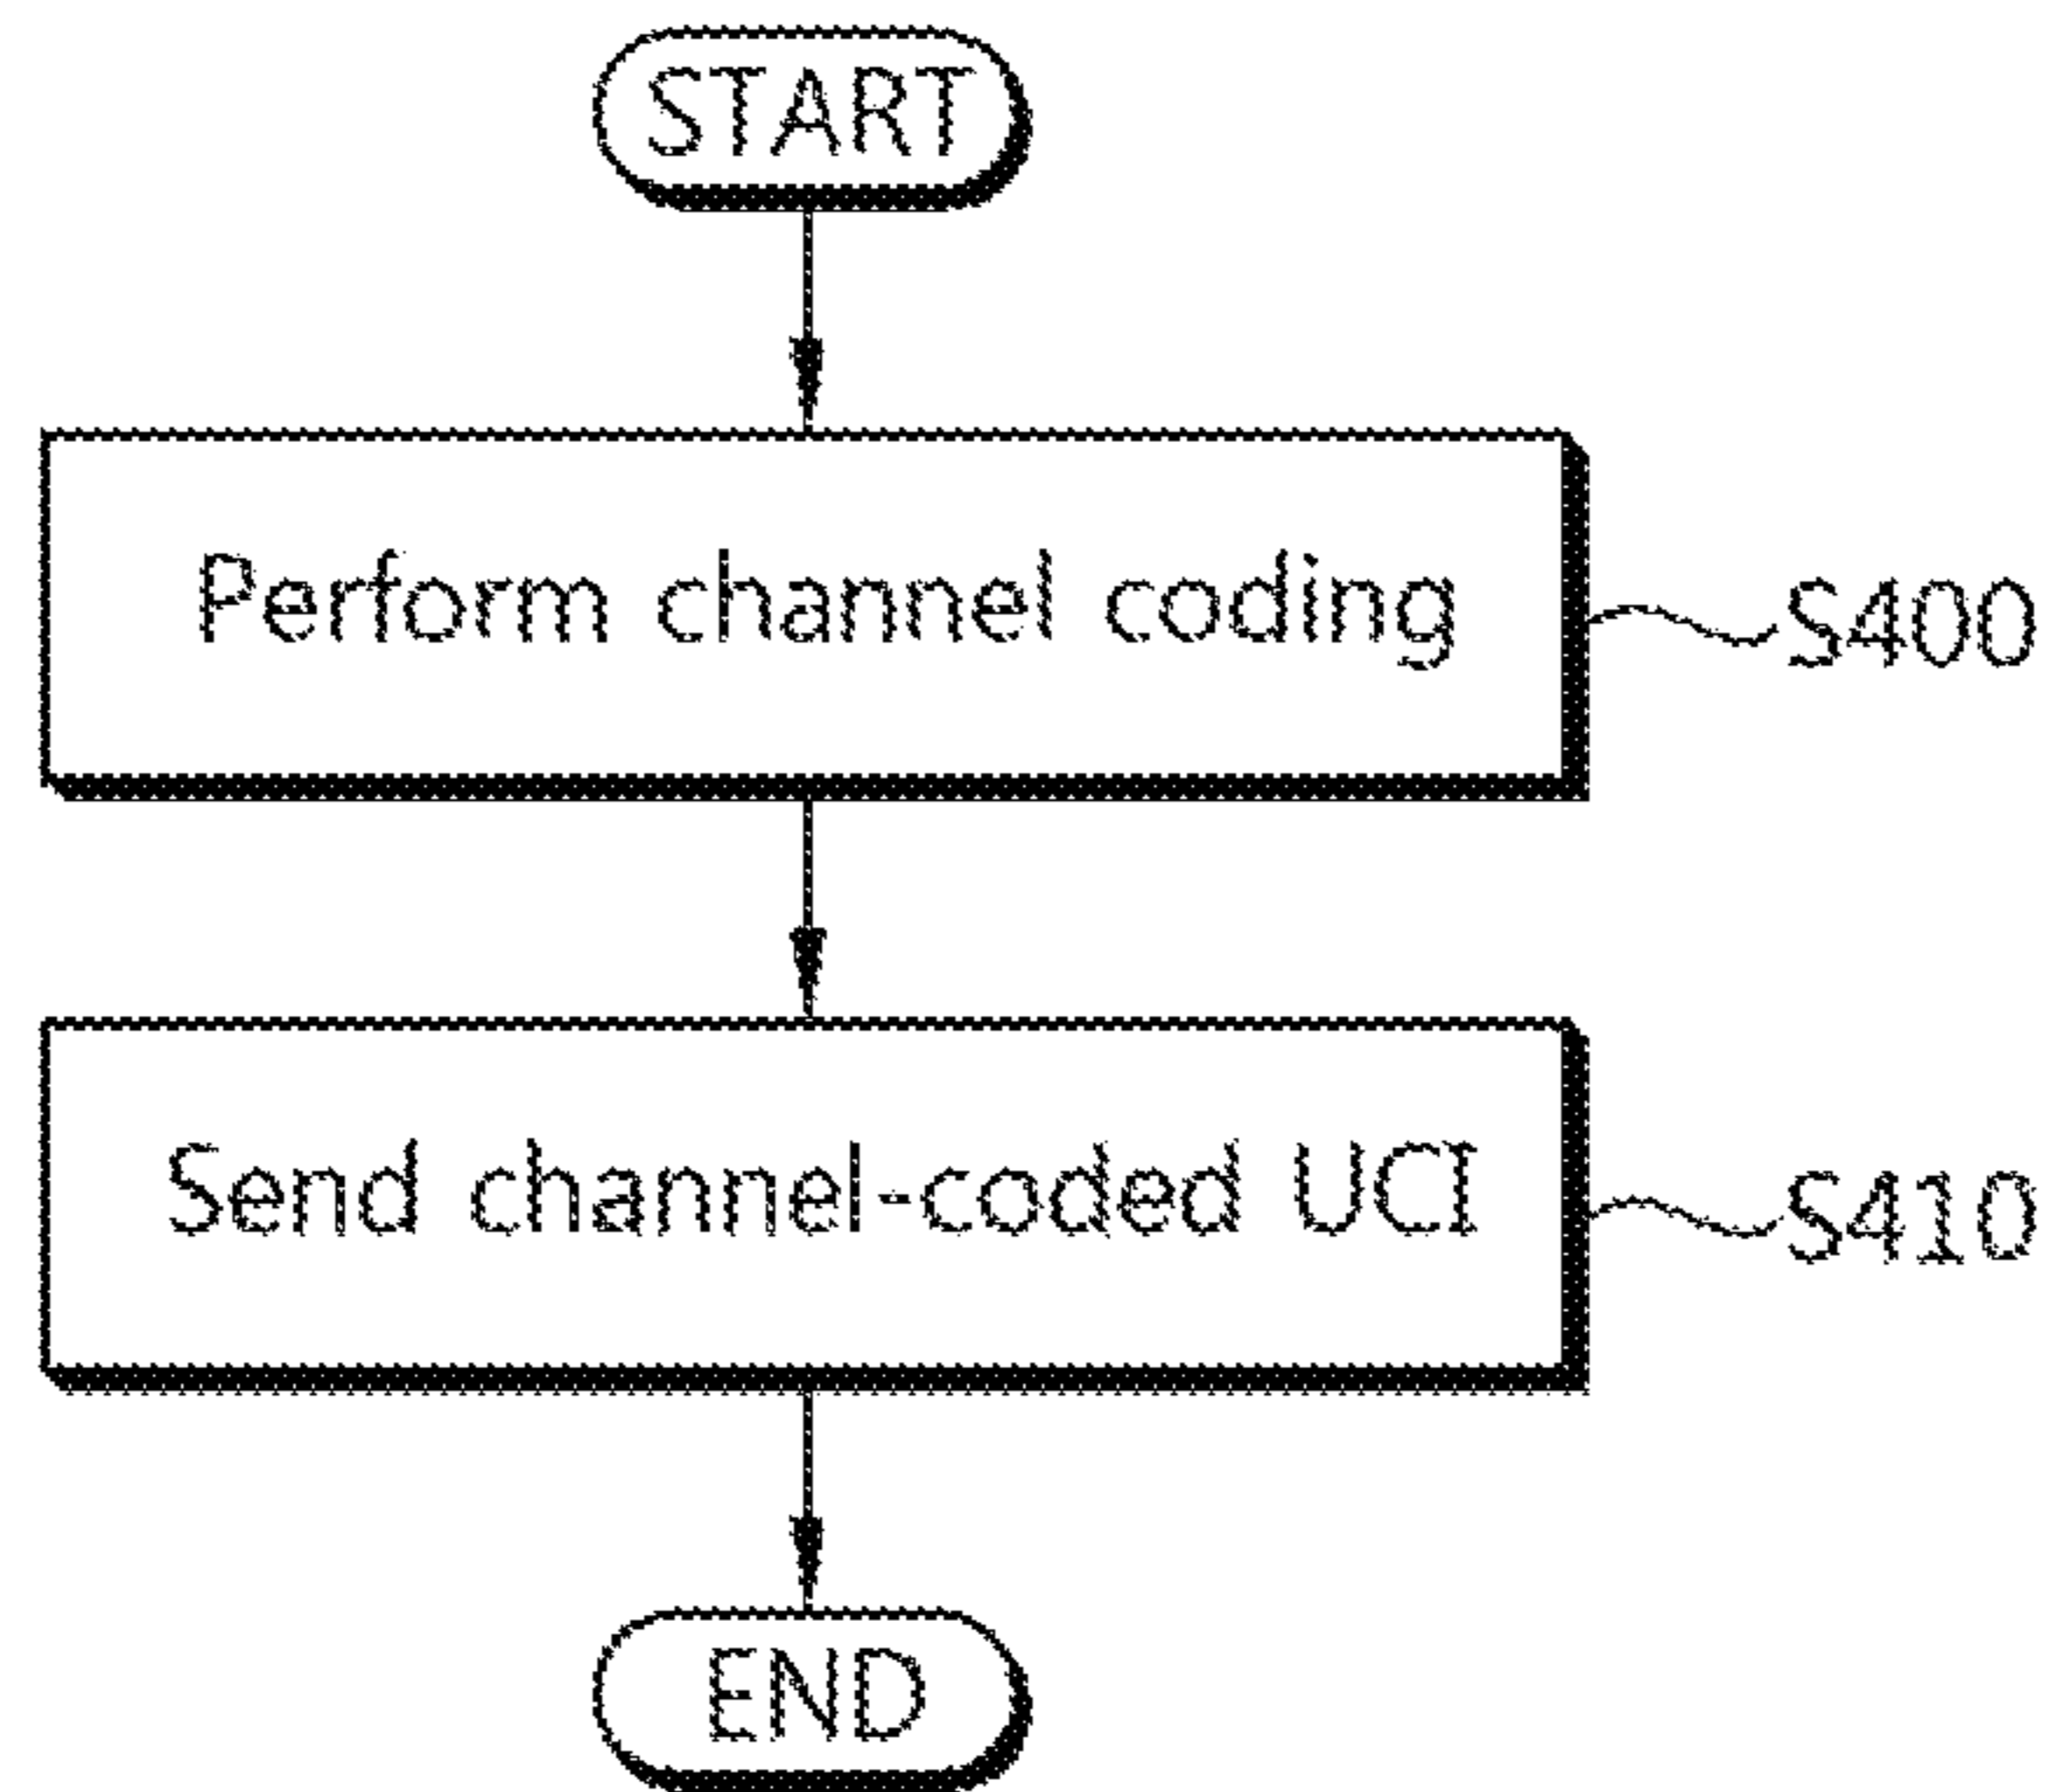 START
Perform channel coding
S400
Send channel-coded UCI
S410
END